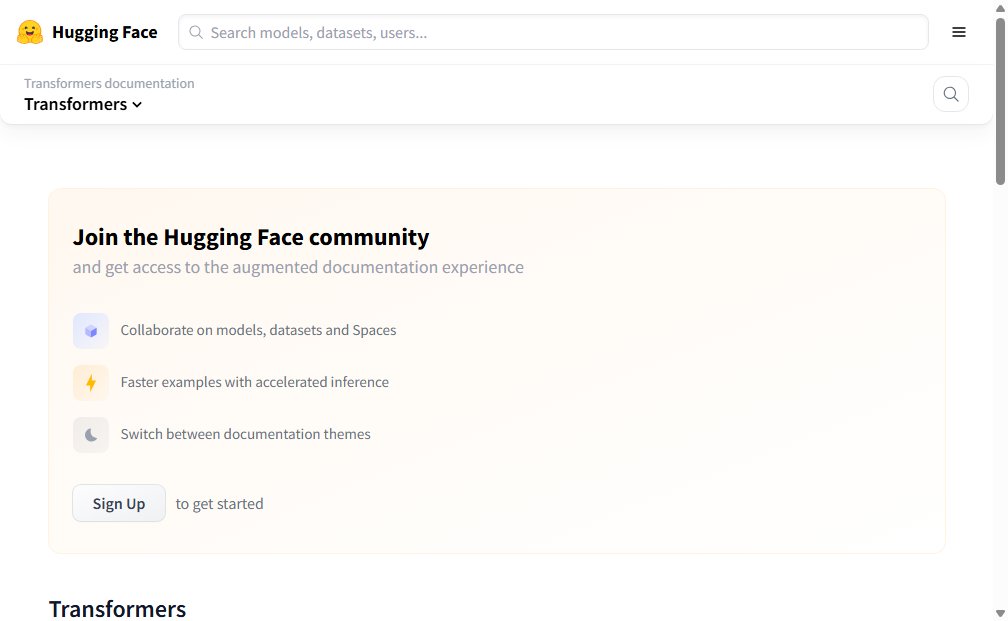 Hugging Face
Search models, datasets, users...
Transformers documentation
Transformers
Join the Hugging Face community
and get access to the augmented documentation experience
Collaborate on models, datasets and Spaces
Faster examples with accelerated inference
Switch between documentation themes
Sign Up to get started
Transformers